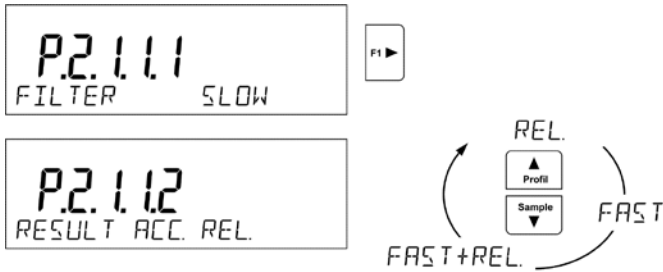 P.2.1.1.1
FILTER SLOW
F1 ►
P.2.1.1.2
RESULT ACC. REL.
REL.
▲
Profil
Sample
▼
FAST
FAST+REL.